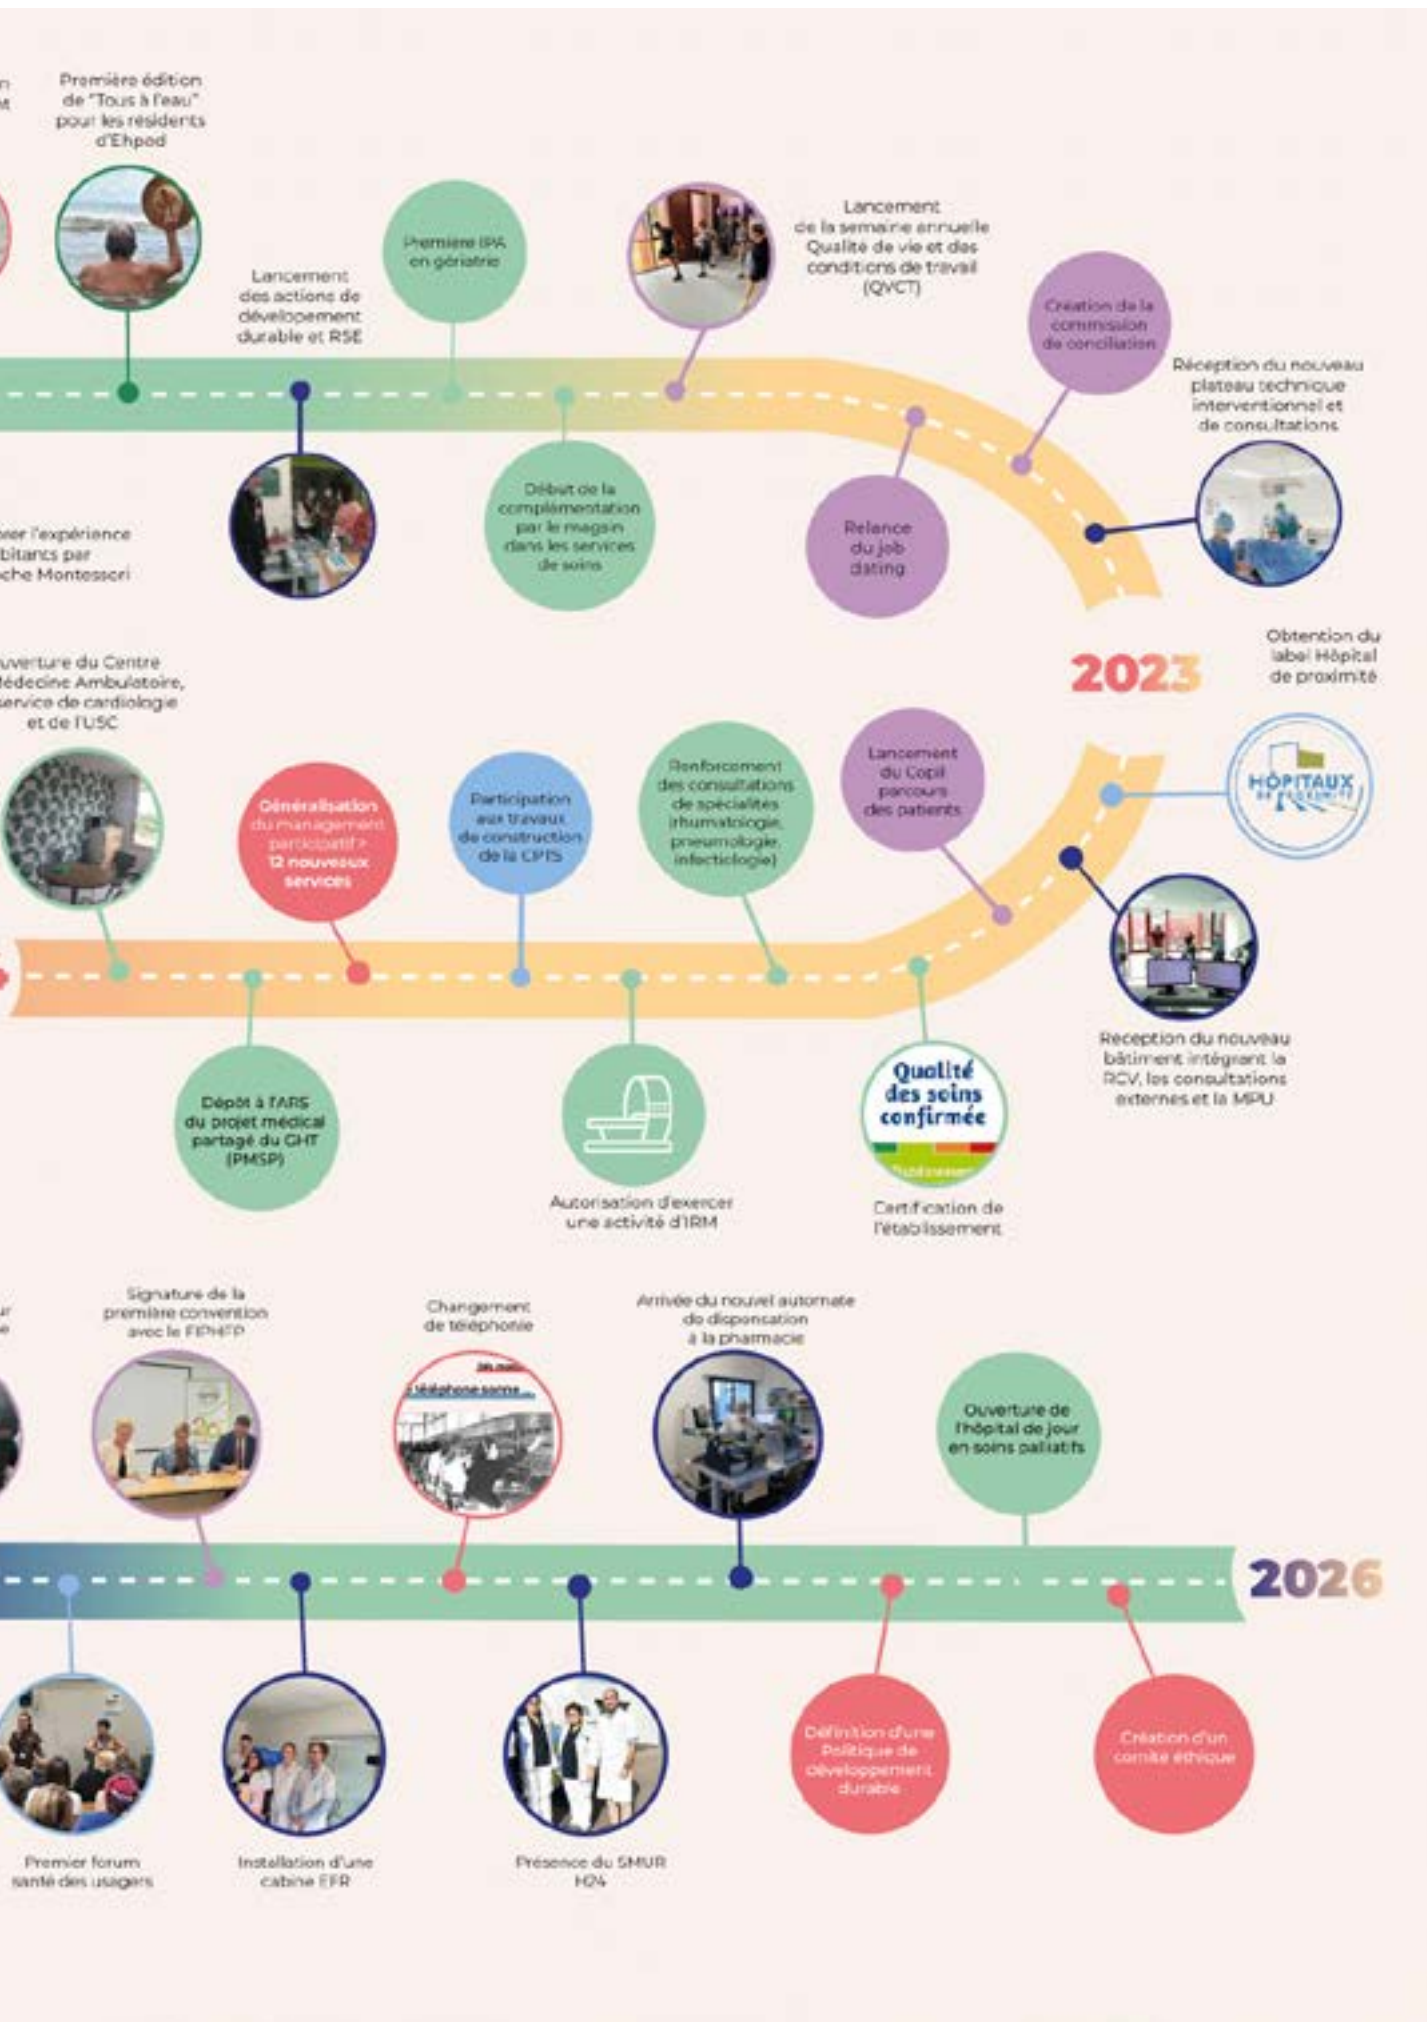 Première édition
de "Tous à l'eau"
pour les résidents
d'Ehpad
Lancement
des actions de
dévelopement
durable et RSE
Première IPA
en gériatrie
Lancement
de la semaine annuelle
Qualité de vie et des
conditions de travail
(QVCT)
Création de la
commission
de conciliation
Réception du nouveau
plateau technique
interventionnel et
de consultations
Début de la
complémentation
par le magasin
dans les services
de soins
Relance
du job
dating
orer l'expérience
bitants par
oche Montessori
2023
Obtention du
label Hôpital
de proximité
HÔPITAUX
DE PROXIMITÉ
uverture du Centre
Médecine Ambulatoire,
service de cardiologie
et de l'USC
Généralisation
du management
participatif >
12 nouveaux
services
Participation
aux travaux
de construction
de la CPTS
Renforcement
des consultations
de spécialités
(rhumatologie,
pneumologie,
infectiologie)
Lancement
du Copil
parcours
des patients
Réception du nouveau
bâtiment intégrant la
RCV, les consultations
externes et la MPU
Dépôt à l'ARS
du projet médical
partagé du GHT
(PMSP)
Autorisation d'exercer
une activité d'IRM
Qualité
des soins
confirmée
Certification de
l'établissement
Signature de la
première convention
avec le FIPHFP
Changement
de téléphonie
téléphone sonne...
Arrivée du nouvel automate
de dispensation
à la pharmacie
Ouverture de
l'hôpital de jour
en soins palliatifs
2026
Premier forum
santé des usagers
Installation d'une
cabine EFR
Présence du SMUR
H24
Définition d'une
Politique de
développement
durable
Création d'un
comité éthique